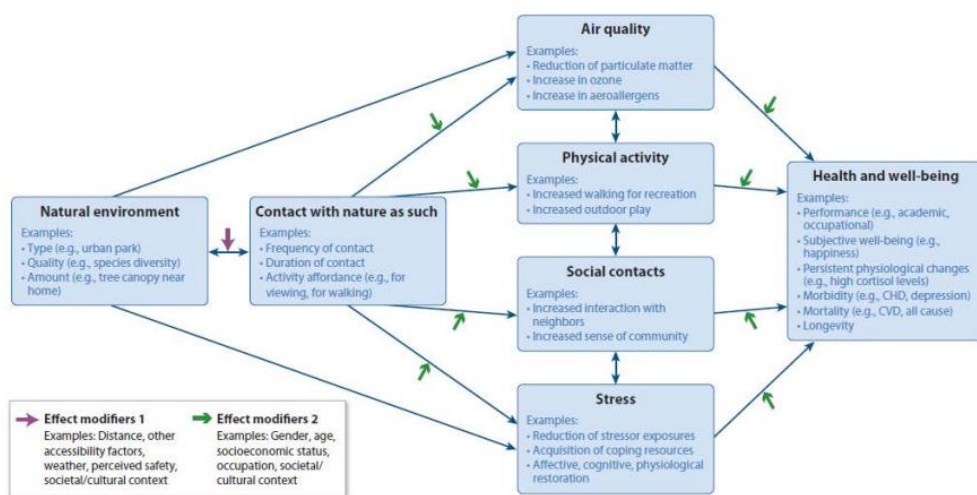 Air quality
Examples:
• Reduction of particulate matter
• Increase in ozone
• Increase in aeroallergens
Physical activity
Examples:
• Increased walking for recreation
• Increased outdoor play
Natural environment
Examples:
• Type (e.g., urban park)
• Quality (e.g., species diversity)
• Amount (e.g., tree canopy near
home)
Contact with nature as such
Examples:
• Frequency of contact
• Duration of contact
• Activity affordance (e.g., for
viewing, for walking)
Social contacts
Examples:
• Increased interaction with
neighbors
• Increased sense of community
Stress
Examples:
• Reduction of stressor exposures
• Acquisition of coping resources
• Affective, cognitive, physiological
restoration
Health and well-being
Examples:
• Performance (e.g., academic,
occupational)
• Subjective well-being (e.g.,
happiness)
• Persistent physiological changes
(e.g., high cortisol levels)
• Morbidity (e.g., CHD, depression)
• Mortality (e.g., CVD, all cause)
• Longevity
Effect modifiers 1
Examples: Distance, other
accessibility factors,
weather, perceived safety,
societal/cultural context
Effect modifiers 2
Examples: Gender, age,
socioeconomic status,
occupation, societal/
cultural context